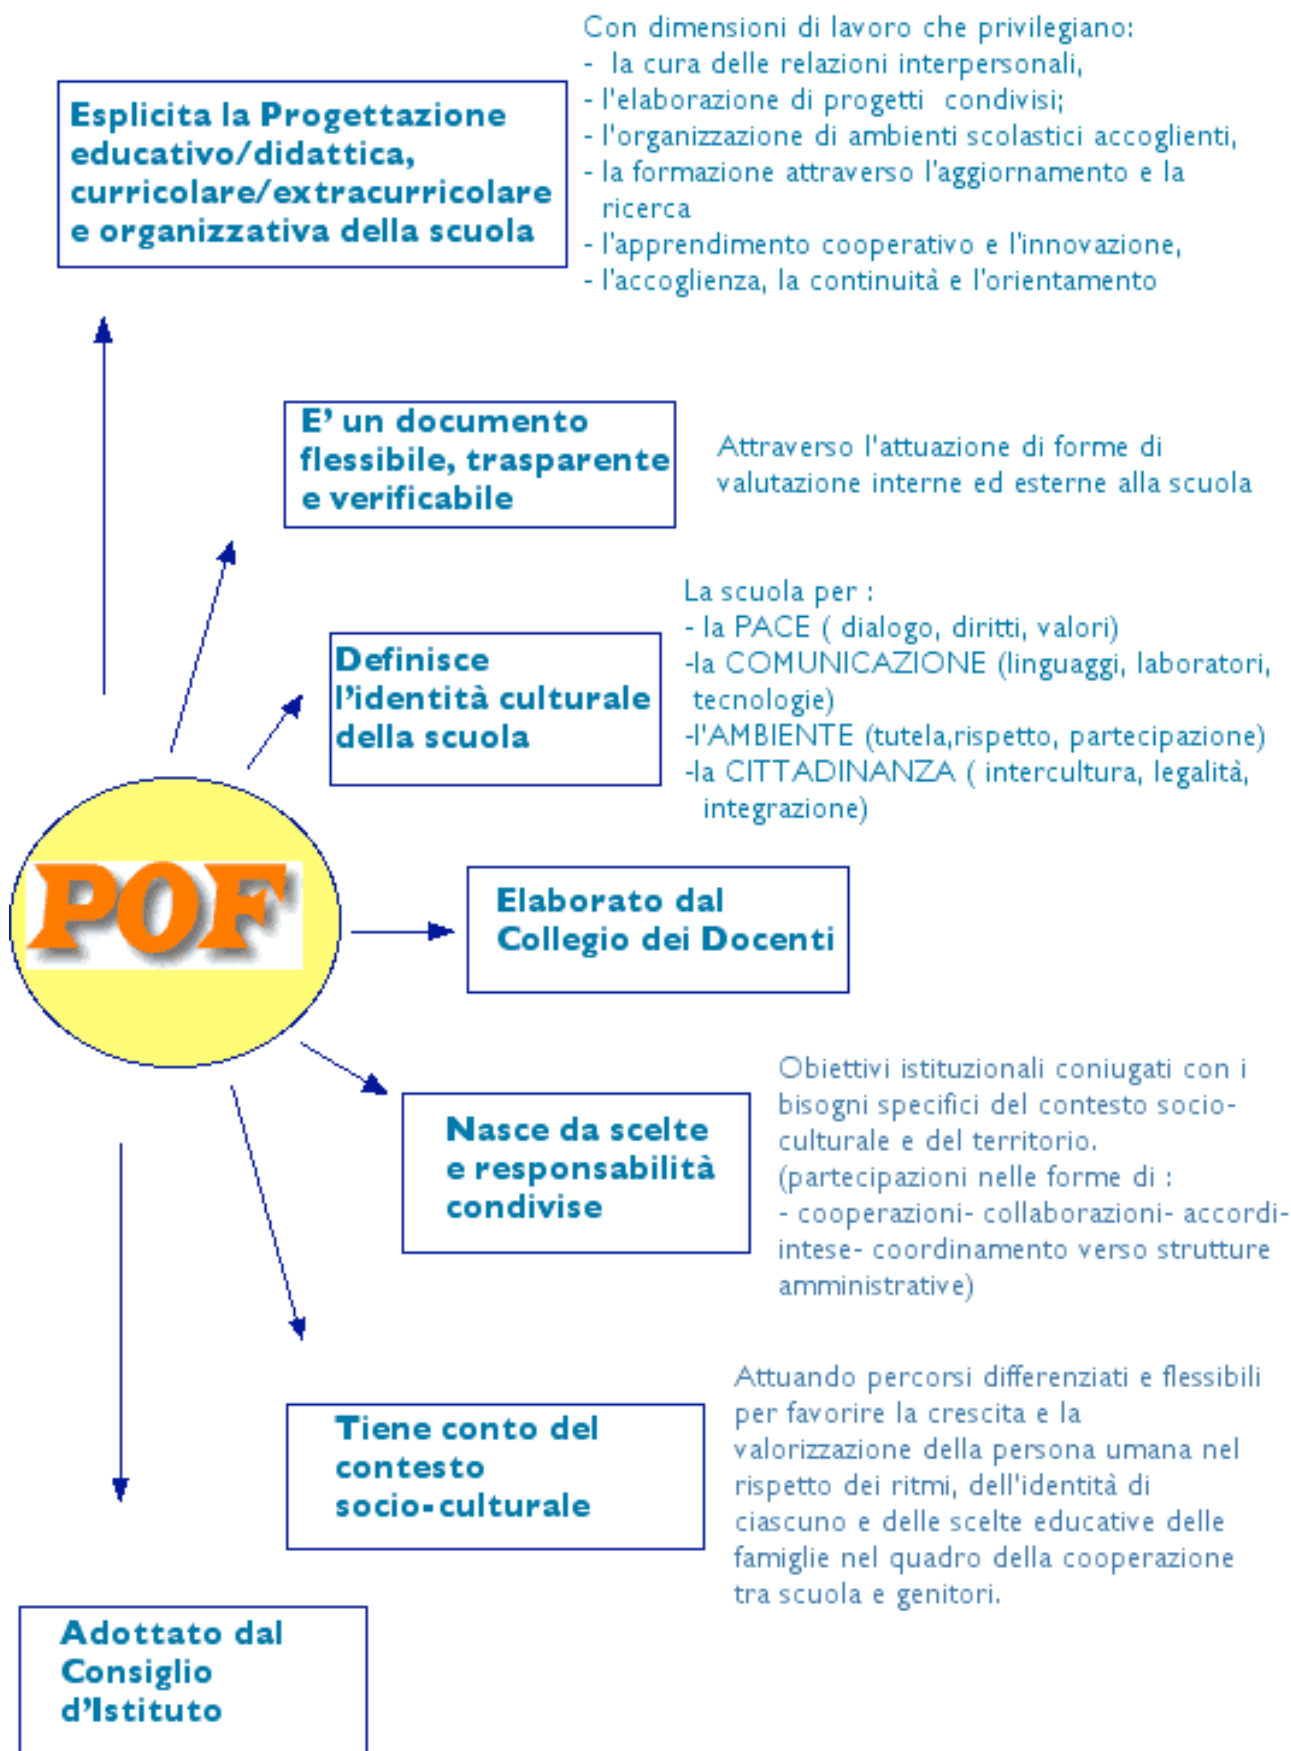 Con dimensioni di lavoro che privilegiano:
- la cura delle relazioni interpersonali,
- l'elaborazione di progetti condivisi;
- l'organizzazione di ambienti scolastici accoglienti,
- la formazione attraverso l'aggiornamento e la
ricerca
- l'apprendimento cooperativo e l'innovazione,
- l'accoglienza, la continuità e l'orientamento
Esplicita la Progettazione
educativo/didattica,
curricolare/extracurricolare
e organizzativa della scuola
E' un documento
flessibile, trasparente
e verificabile
Attraverso l'attuazione di forme di
valutazione interne ed esterne alla scuola
Definisce
l'identità culturale
della scuola
La scuola per :
- la PACE ( dialogo, diritti, valori)
-la COMUNICAZIONE (linguaggi, laboratori,
tecnologie)
-l'AMBIENTE (tutela,rispetto, partecipazione)
-la CITTADINANZA ( intercultura, legalità,
integrazione)
POF
Elaborato dal
Collegio dei Docenti
Nasce da scelte
e responsabilità
condivise
Obiettivi istituzionali coniugati con i
bisogni specifici del contesto socio-
culturale e del territorio.
(partecipazioni nelle forme di :
- cooperazioni- collaborazioni- accordi-
intese- coordinamento verso strutture
amministrative)
Tiene conto del
contesto
socio-culturale
Attuando percorsi differenziati e flessibili
per favorire la crescita e la
valorizzazione della persona umana nel
rispetto dei ritmi, dell'identità di
ciascuno e delle scelte educative delle
famiglie nel quadro della cooperazione
tra scuola e genitori.
Adottato dal
Consiglio
d'Istituto